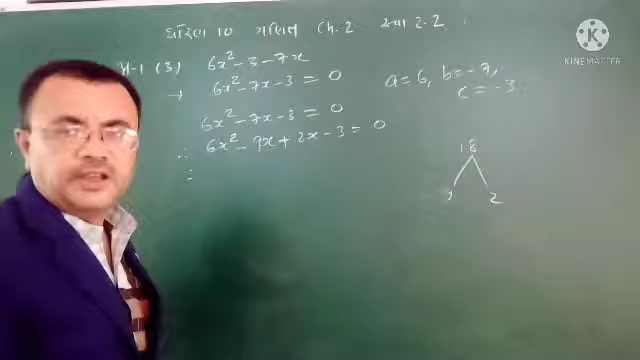 ધોરણ 10 ગણિત Ch.2 સ્વા 2.2
KINEMASTER
પ્ર-1 (3) 6x² - 3 - 7x
→ 6x² - 7x - 3 = 0
a = 6, b = -7,
c = -3
6x² - 7x - 3 = 0
∴ 6x² - 9x + 2x - 3 = 0
∴
18
9 2